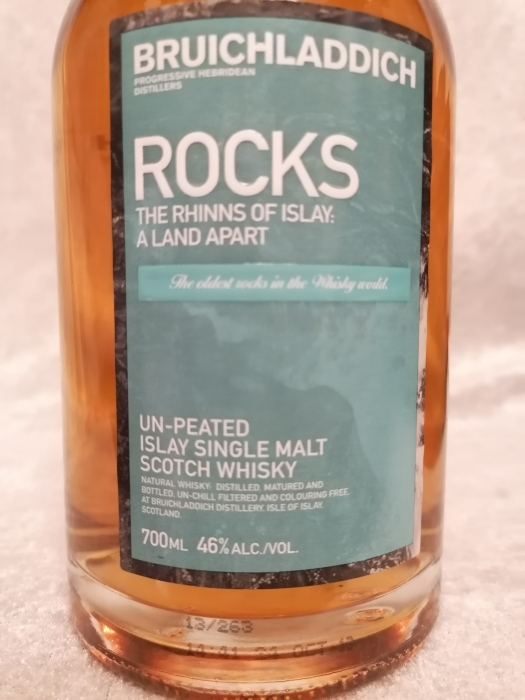 BRUICHLADDICH
PROGRESSIVE HEBRIDEAN
DISTILLERS
ROCKS
THE RHINNS OF ISLAY:
A LAND APART
The oldest rocks in the Whisky world.
UN-PEATED
ISLAY SINGLE MALT
SCOTCH WHISKY
NATURAL WHISKY: DISTILLED, MATURED AND
BOTTLED, UN-CHILL FILTERED AND COLOURING FREE,
AT BRUICHLADDICH DISTILLERY, ISLE OF ISLAY,
SCOTLAND.
700ML 46% ALC./VOL.
13/263